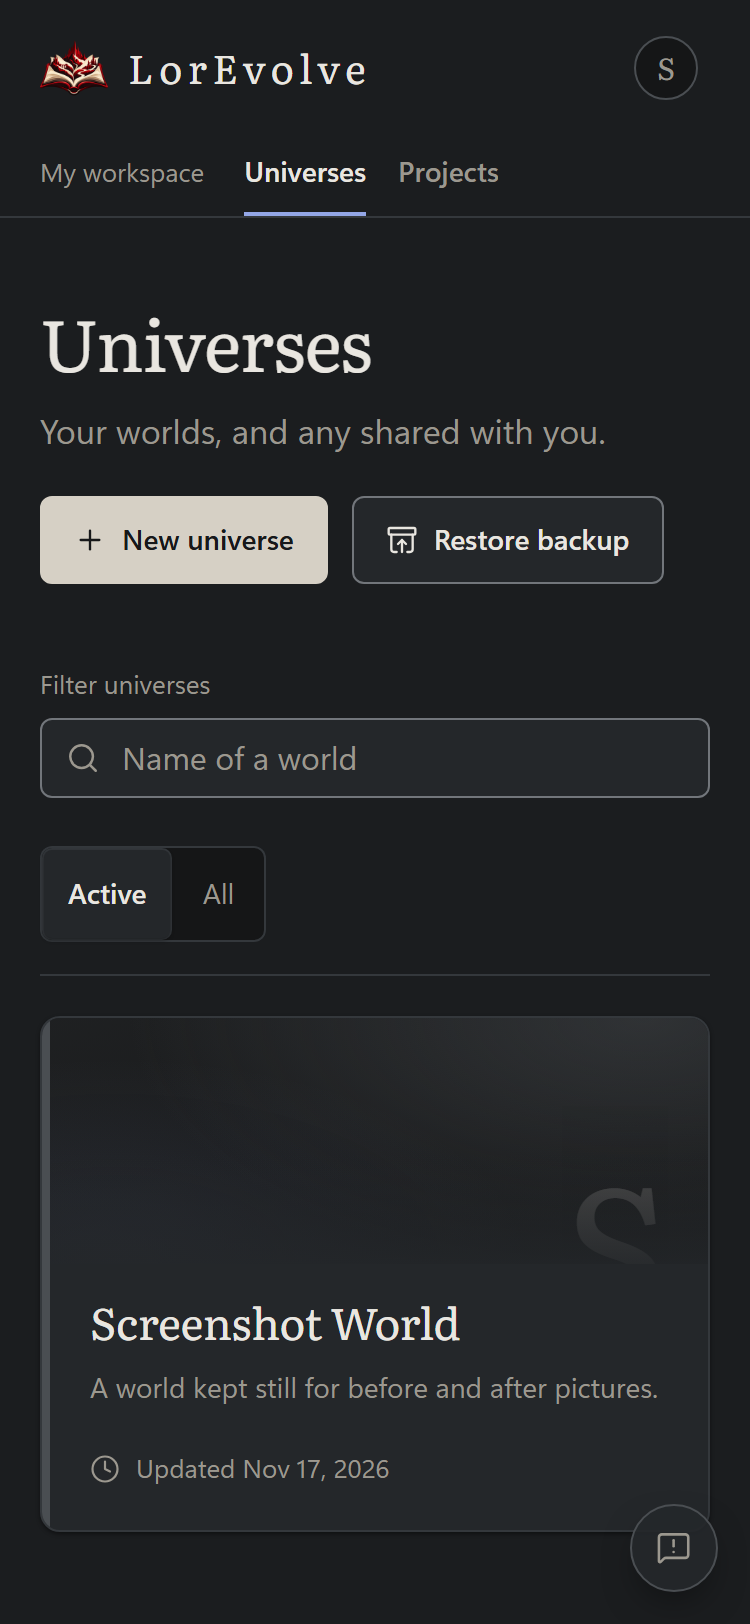 LorEvolve
S
My workspace Universes Projects
Universes
Your worlds, and any shared with you.
New universe Restore backup
Filter universes
Name of a world
Active All
S
Screenshot World
A world kept still for before and after pictures.
Updated Nov 17, 2026